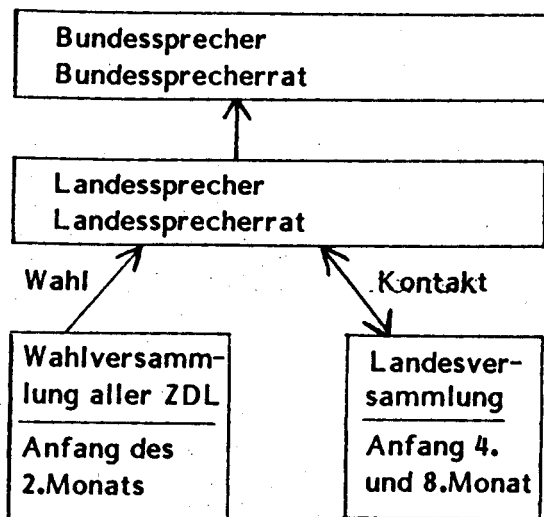 Bundessprecher
Bundessprecherrat
Landessprecher
Landessprecherrat
Wahl
Kontakt
Wahlversamm-
lung aller ZDL
Anfang des
2.Monats
Landesver-
sammlung
Anfang 4.
und 8.Monat